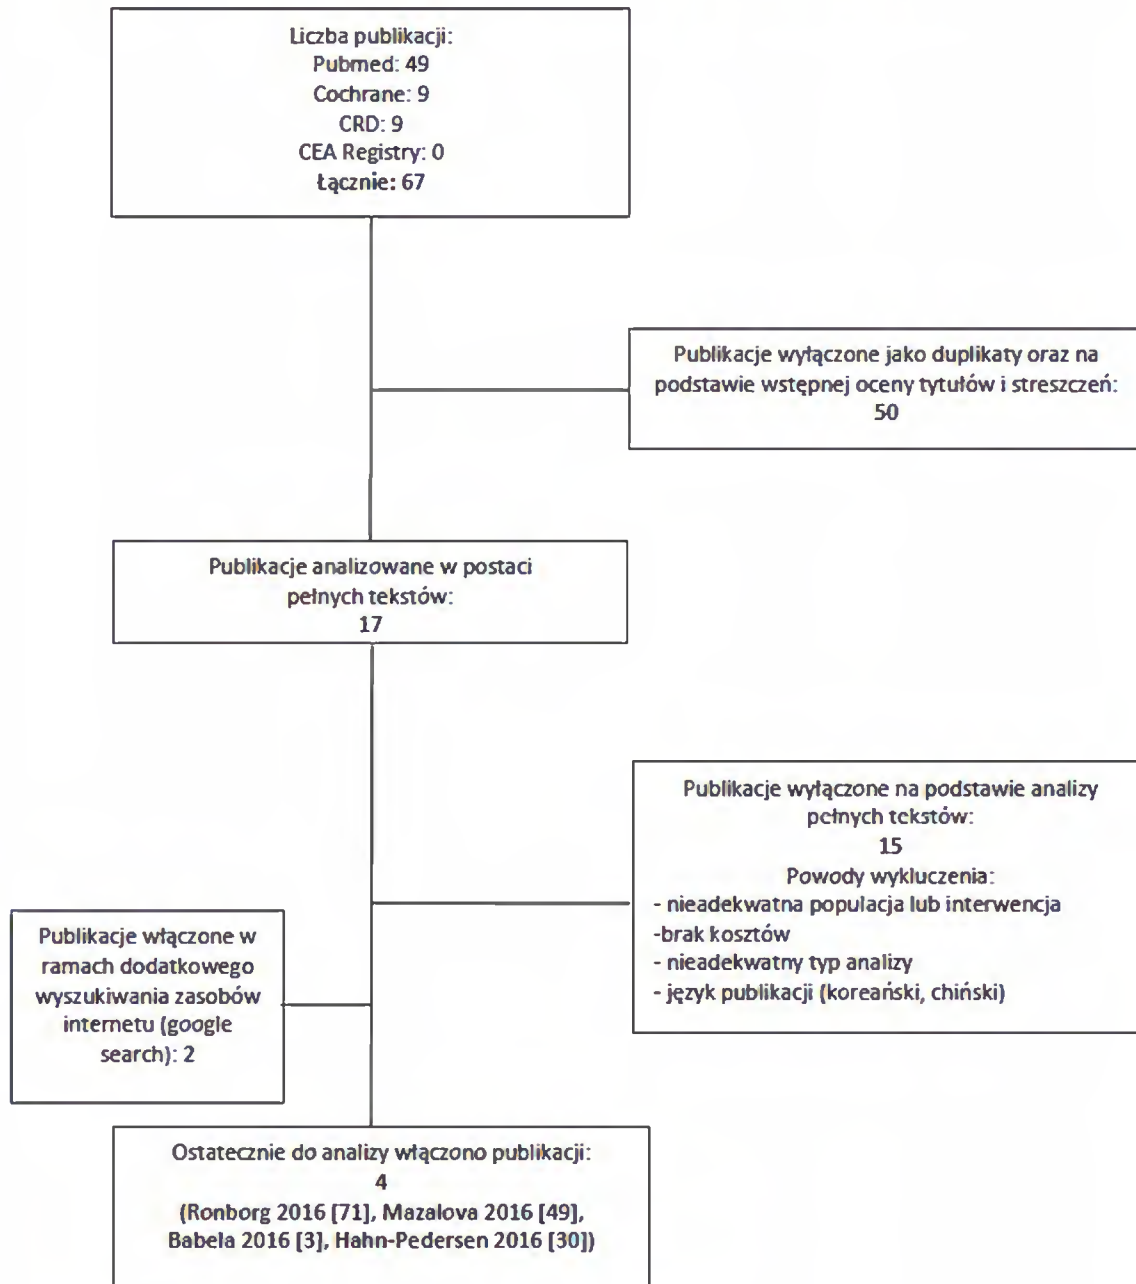 Liczba publikacji:
Pubmed: 49
Cochrane: 9
CRD: 9
CEA Registry: 0
Łącznie: 67
Publikacje wyłączone jako duplikaty oraz na
podstawie wstępnej oceny tytułów i streszczeń:
50
Publikacje analizowane w postaci
pełnych tekstów:
17
Publikacje wyłączone na podstawie analizy
pełnych tekstów:
15
Powody wykluczenia:
- nieadekwatna populacja lub interwencja
-brak kosztów
- nieadekwatny typ analizy
- język publikacji (koreański, chiński)
Publikacje włączone w
ramach dodatkowego
wyszukiwania zasobów
internetu (google
search): 2
Ostatecznie do analizy włączono publikacji:
4
(Ronborg 2016 [71], Mazalova 2016 [49],
Babela 2016 [3], Hahn-Pedersen 2016 [30])